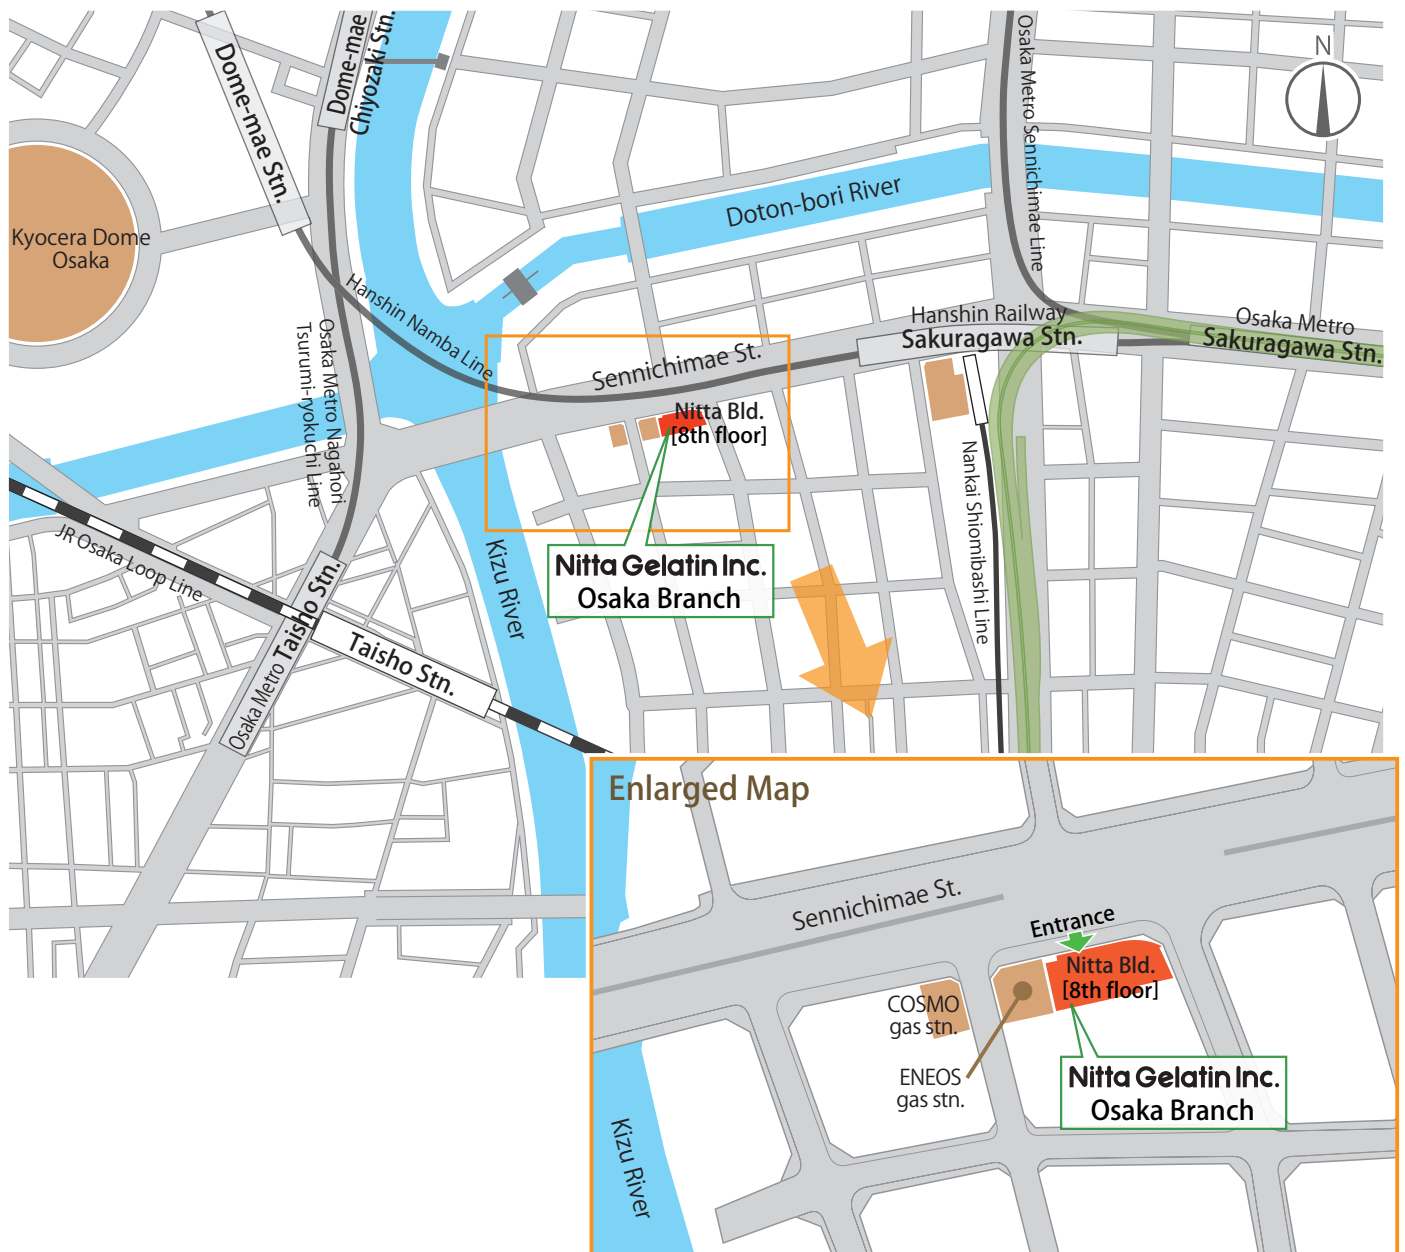 Dome-mae Stn.
Dome-mae
Chiyozaki Stn.
Osaka Metro Sennichimae Line
N
Kyocera Dome
Osaka
Doton-bori River
Hanshin Namba Line
Osaka Metro Nagahori
Tsurumi-ryokuchi Line
Hanshin Railway
Sakuragawa Stn.
Osaka Metro
Sakuragawa Stn.
Sennichimae St.
Nitta Bld.
[8th floor]
Nankai Shiomibashi Line
JR Osaka Loop Line
Kizu River
Nitta Gelatin Inc.
Osaka Branch
Osaka Metro Taisho Stn.
Taisho Stn.
Enlarged Map
Sennichimae St.
Entrance
Nitta Bld.
[8th floor]
COSMO
gas stn.
ENEOS
gas stn.
Nitta Gelatin Inc.
Osaka Branch
Kizu River